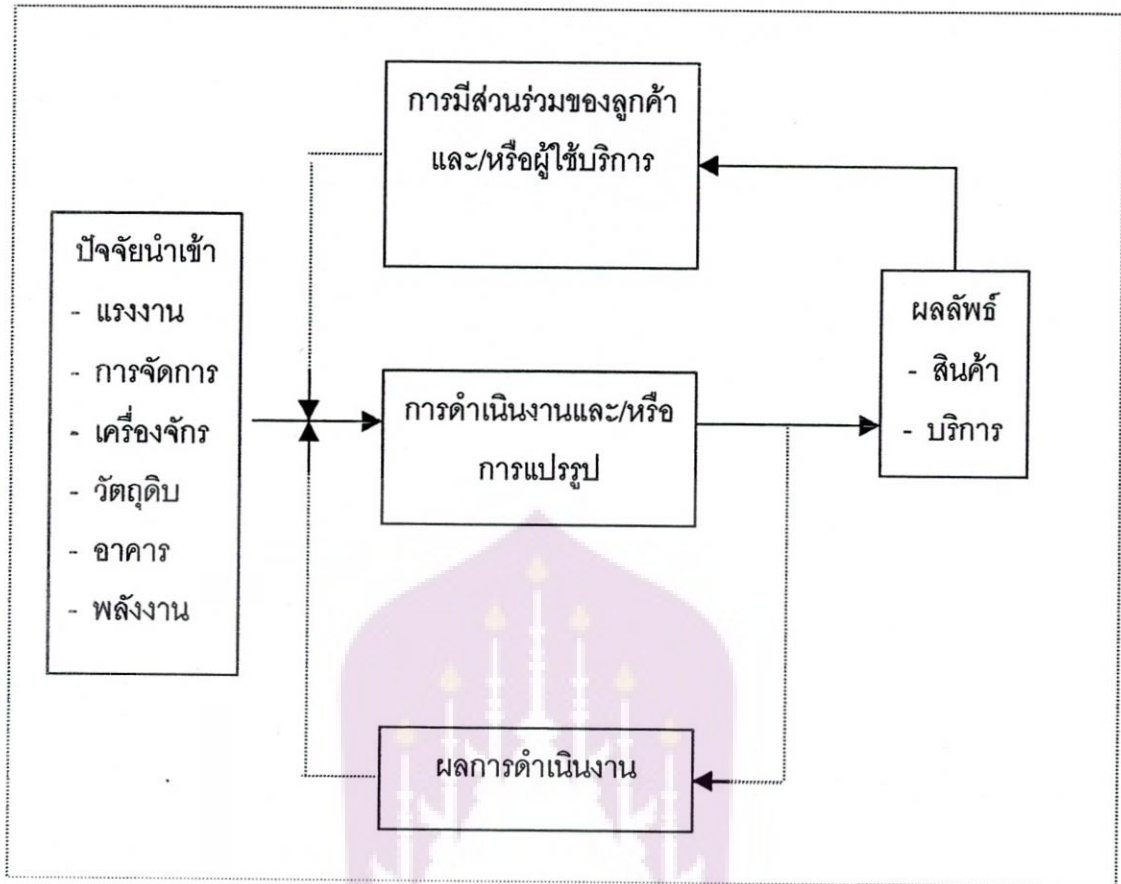 การมีส่วนร่วมของลูกค้า
และ/หรือผู้ใช้บริการ
ปัจจัยนำเข้า
- แรงงาน
- การจัดการ
- เครื่องจักร
- วัตถุดิบ
- อาคาร
- พลังงาน
การดำเนินงานและ/หรือ
การแปรรูป
ผลลัพธ์
- สินค้า
- บริการ
ผลการดำเนินงาน